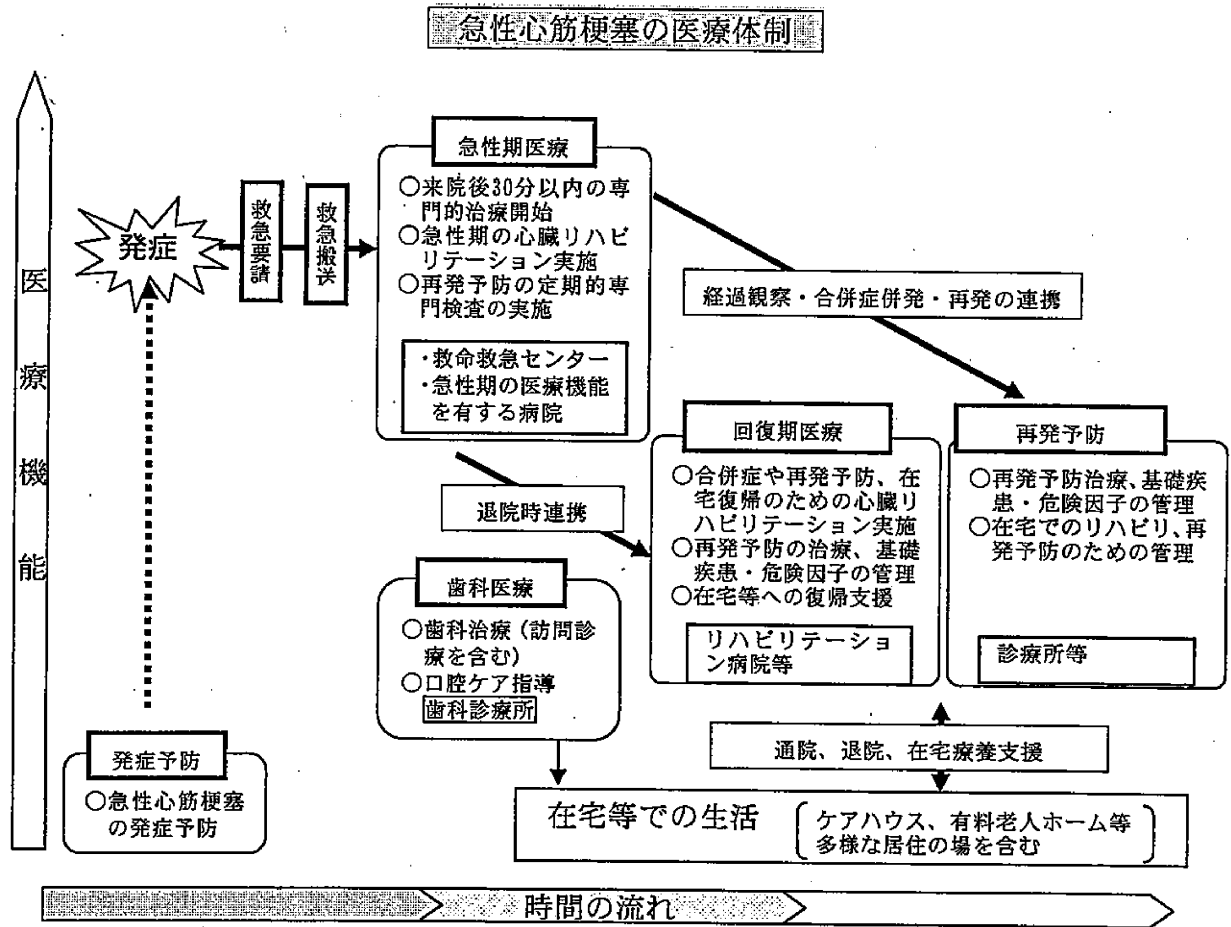 急性心筋梗塞の医療体制
医療機能
発症
救急要請
救急搬送
急性期医療
○来院後30分以内の専
門的治療開始
○急性期の心臓リハビ
リテーション実施
○再発予防の定期的専
門検査の実施
・救命救急センター
・急性期の医療機能
を有する病院
経過観察・合併症併発・再発の連携
退院時連携
回復期医療
○合併症や再発予防、在
宅復帰のための心臓リ
ハビリテーション実施
○再発予防の治療、基礎
疾患・危険因子の管理
○在宅等への復帰支援
リハビリテーショ
ン病院等
再発予防
○再発予防治療、基礎疾
患・危険因子の管理
○在宅でのリハビリ、再
発予防のための管理
診療所等
歯科医療
○歯科治療（訪問診
療を含む）
○口腔ケア指導
歯科診療所
発症予防
○急性心筋梗塞
の発症予防
通院、退院、在宅療養支援
在宅等での生活
ケアハウス、有料老人ホーム等
多様な居住の場を含む
時間の流れ